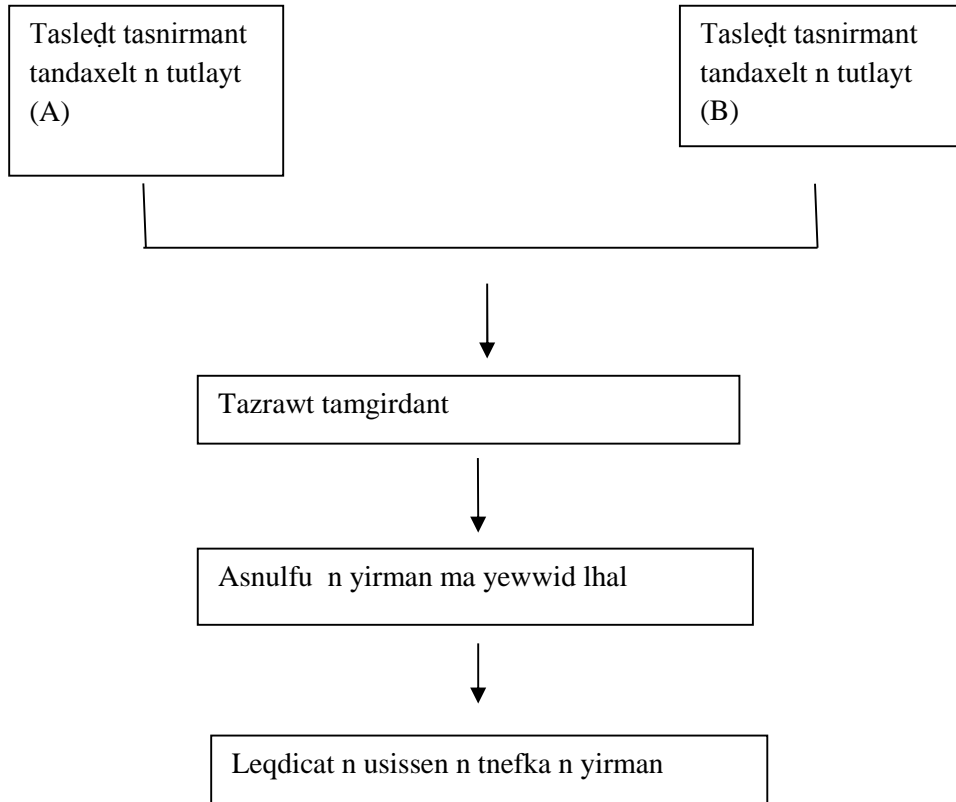 Tasleḍt tasnirmant
tandaxelt n tutlayt
(A)
Tasleḍt tasnirmant
tandaxelt n tutlayt
(B)
Tazrawt tamgirdant
Asnulfu n yirman ma yewwid lhal
Leqdicat n usissen n tnefka n yirman